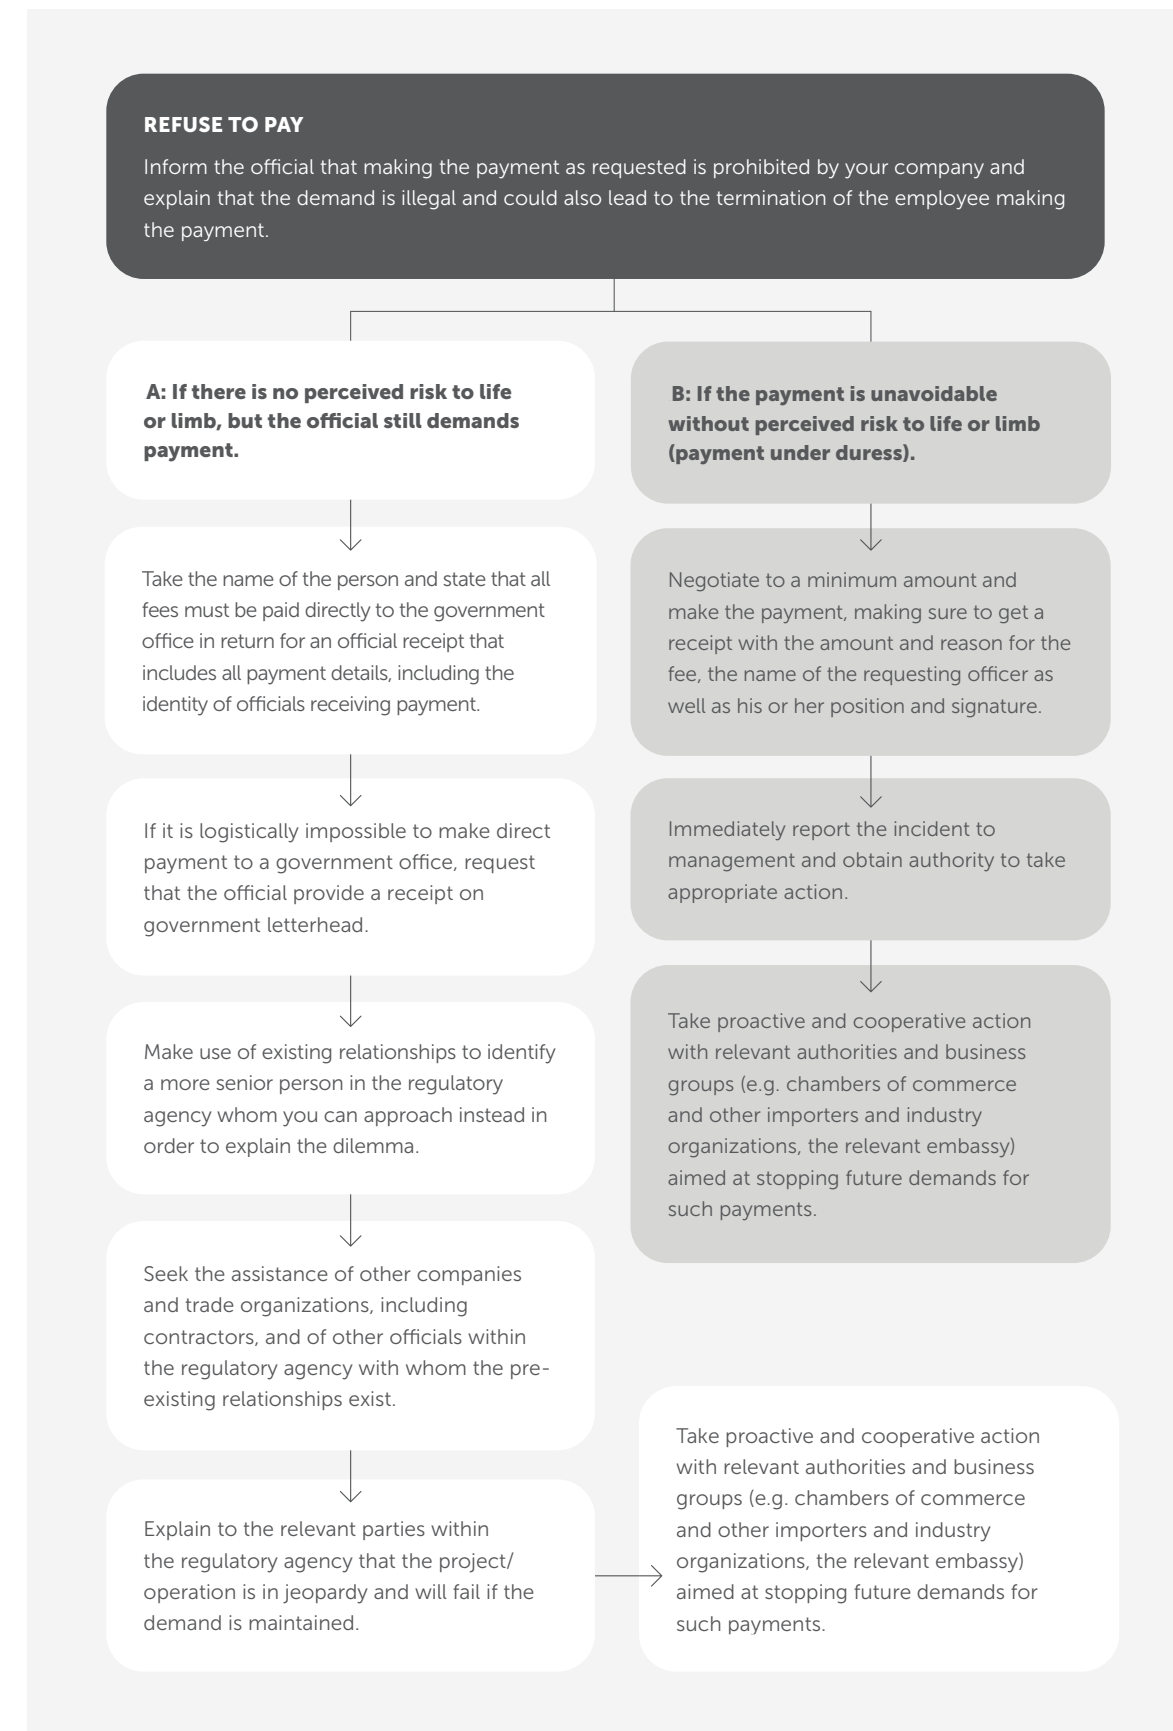 REFUSE TO PAY
Inform the official that making the payment as requested is prohibited by your company and
explain that the demand is illegal and could also lead to the termination of the employee making
the payment.
A: If there is no perceived risk to life
or limb, but the official still demands
payment.
Take the name of the person and state that all
fees must be paid directly to the government
office in return for an official receipt that
includes all payment details, including the
identity of officials receiving payment.
If it is logistically impossible to make direct
payment to a government office, request
that the official provide a receipt on
government letterhead.
Make use of existing relationships to identify
a more senior person in the regulatory
agency whom you can approach instead in
order to explain the dilemma.
Seek the assistance of other companies
and trade organizations, including
contractors, and of other officials within
the regulatory agency with whom the pre-
existing relationships exist.
Explain to the relevant parties within
the regulatory agency that the project/
operation is in jeopardy and will fail if the
demand is maintained.
Take proactive and cooperative action
with relevant authorities and business
groups (e.g. chambers of commerce
and other importers and industry
organizations, the relevant embassy)
aimed at stopping future demands for
such payments.
B: If the payment is unavoidable
without perceived risk to life or limb
(payment under duress).
Negotiate to a minimum amount and
make the payment, making sure to get a
receipt with the amount and reason for the
fee, the name of the requesting officer as
well as his or her position and signature.
Immediately report the incident to
management and obtain authority to take
appropriate action.
Take proactive and cooperative action
with relevant authorities and business
groups (e.g. chambers of commerce
and other importers and industry
organizations, the relevant embassy)
aimed at stopping future demands for
such payments.